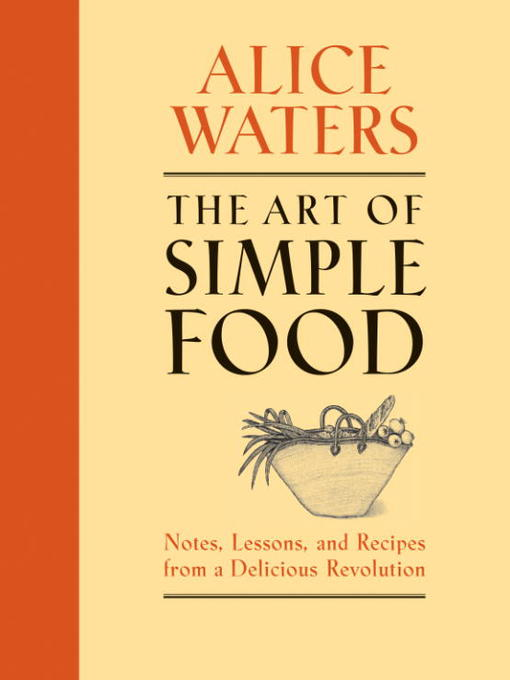 ALICE
WATERS
THE ART OF
SIMPLE
FOOD
Notes, Lessons, and Recipes
from a Delicious Revolution